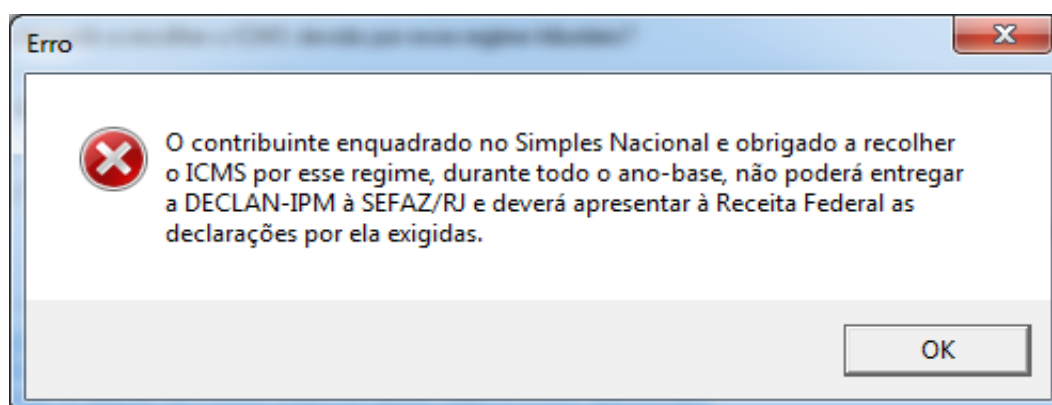 Erro
O contribuinte enquadrado no Simples Nacional e obrigado a recolher
o ICMS por esse regime, durante todo o ano-base, não poderá entregar
a DECLAN-IPM à SEFAZ/RJ e deverá apresentar à Receita Federal as
declarações por ela exigidas.
OK